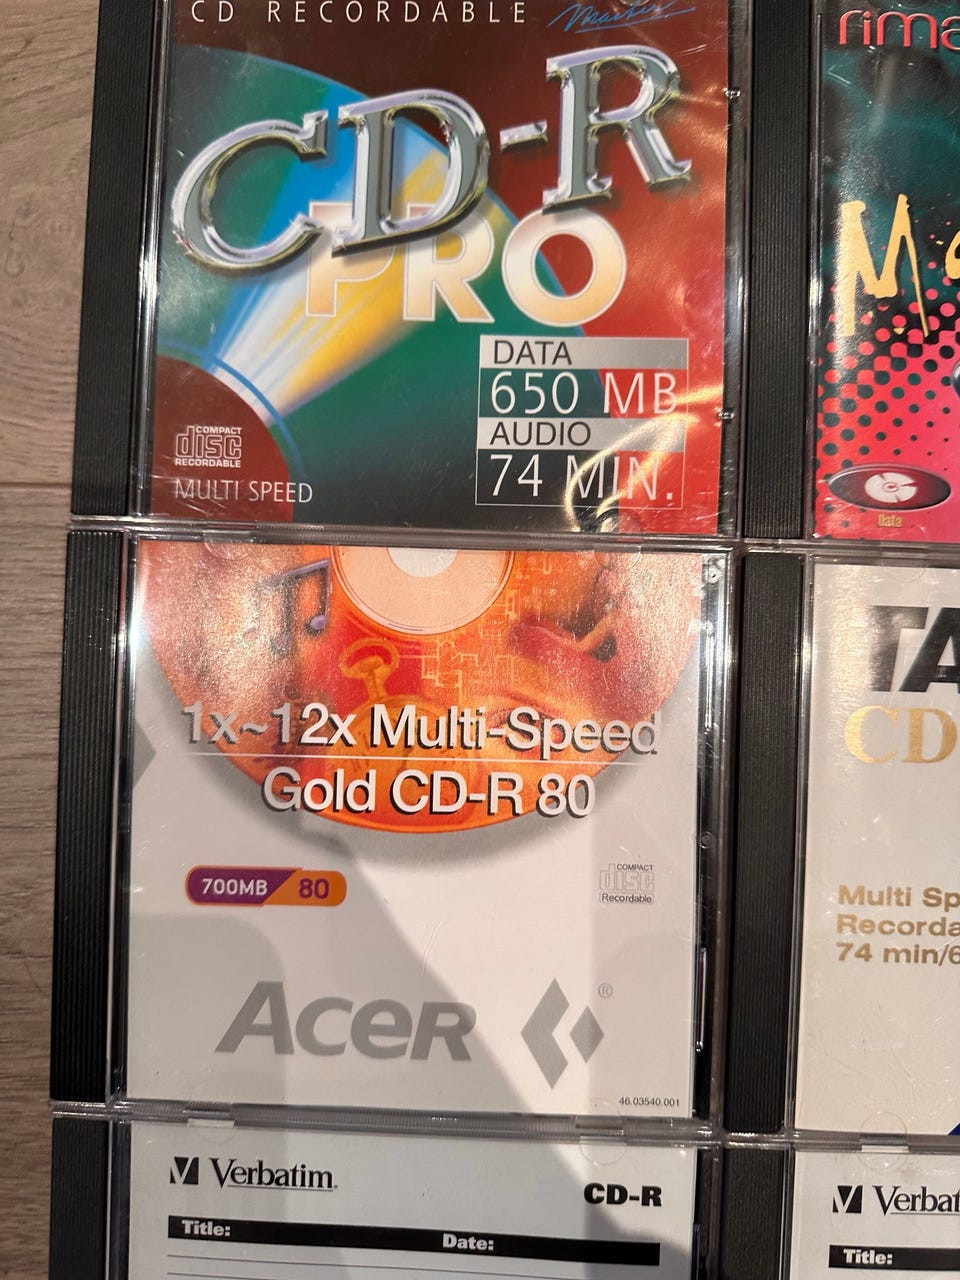 CD RECORDABLE
CD-R
PRO
DATA
650 MB
AUDIO
74 MIN.
COMPACT
disc
RECORDABLE
MULTI SPEED
Data
1x~12x Multi-Speed
Gold CD-R 80
700MB 80
COMPACT
disc
Recordable
Acer ®
46.03540.001
CD
Multi Sp
Recorda
74 min/6
Verbatim.
CD-R
Title:
Date:
Verbat
Title: